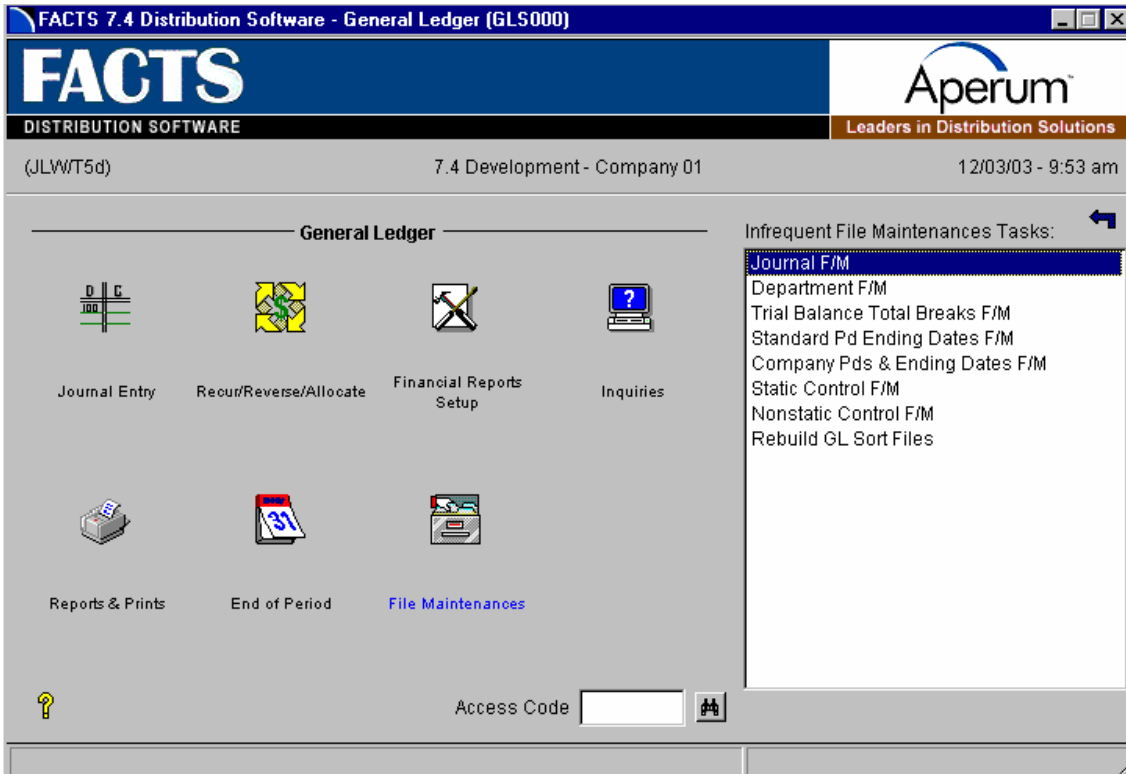 FACTS 7.4 Distribution Software - General Ledger (GLS000)
FACTS
DISTRIBUTION SOFTWARE
Aperum™
Leaders in Distribution Solutions
(JLW/T5d)
7.4 Development - Company 01
12/03/03 - 9:53 am
General Ledger
D C
100
Journal Entry
$
Recur/Reverse/Allocate
Financial Reports
Setup
?
Inquiries
Reports & Prints
31
End of Period
File Maintenances
Infrequent File Maintenances Tasks:
Journal F/M
Department F/M
Trial Balance Total Breaks F/M
Standard Pd Ending Dates F/M
Company Pds & Ending Dates F/M
Static Control F/M
Nonstatic Control F/M
Rebuild GL Sort Files
?
Access Code